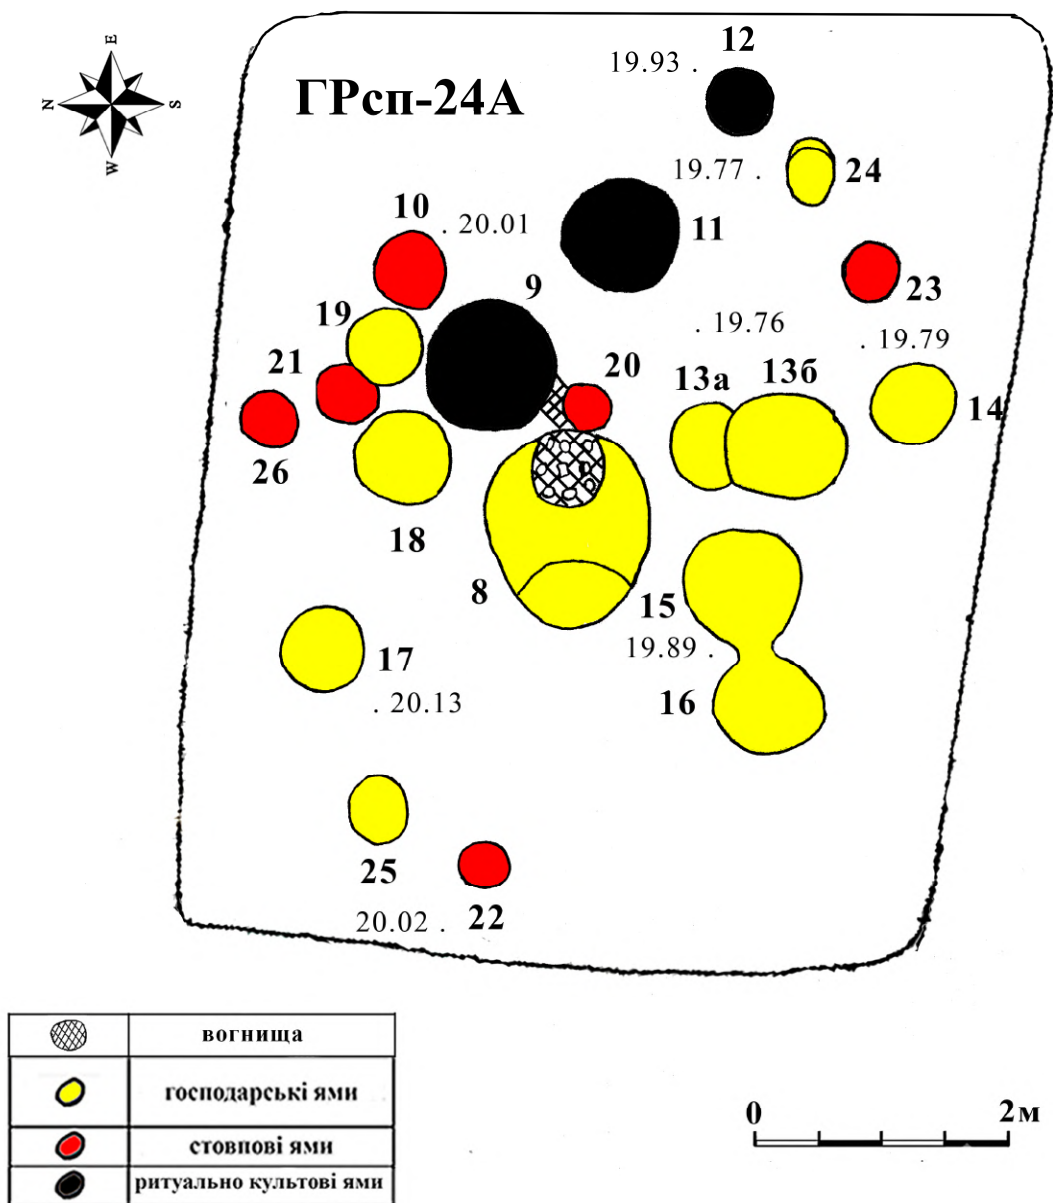 12
19.93 .
E
N
S
W
ГРсп-24А
19.77 .
24
10
. 20.01
11
9
23
19
. 19.76
. 19.79
21
20
13а
13б
14
26
18
8
15
17
19.89 .
. 20.13
16
25
20.02 .
22
вогнища
господарські ями
стовпові ями
ритуально культові ями
0
2м